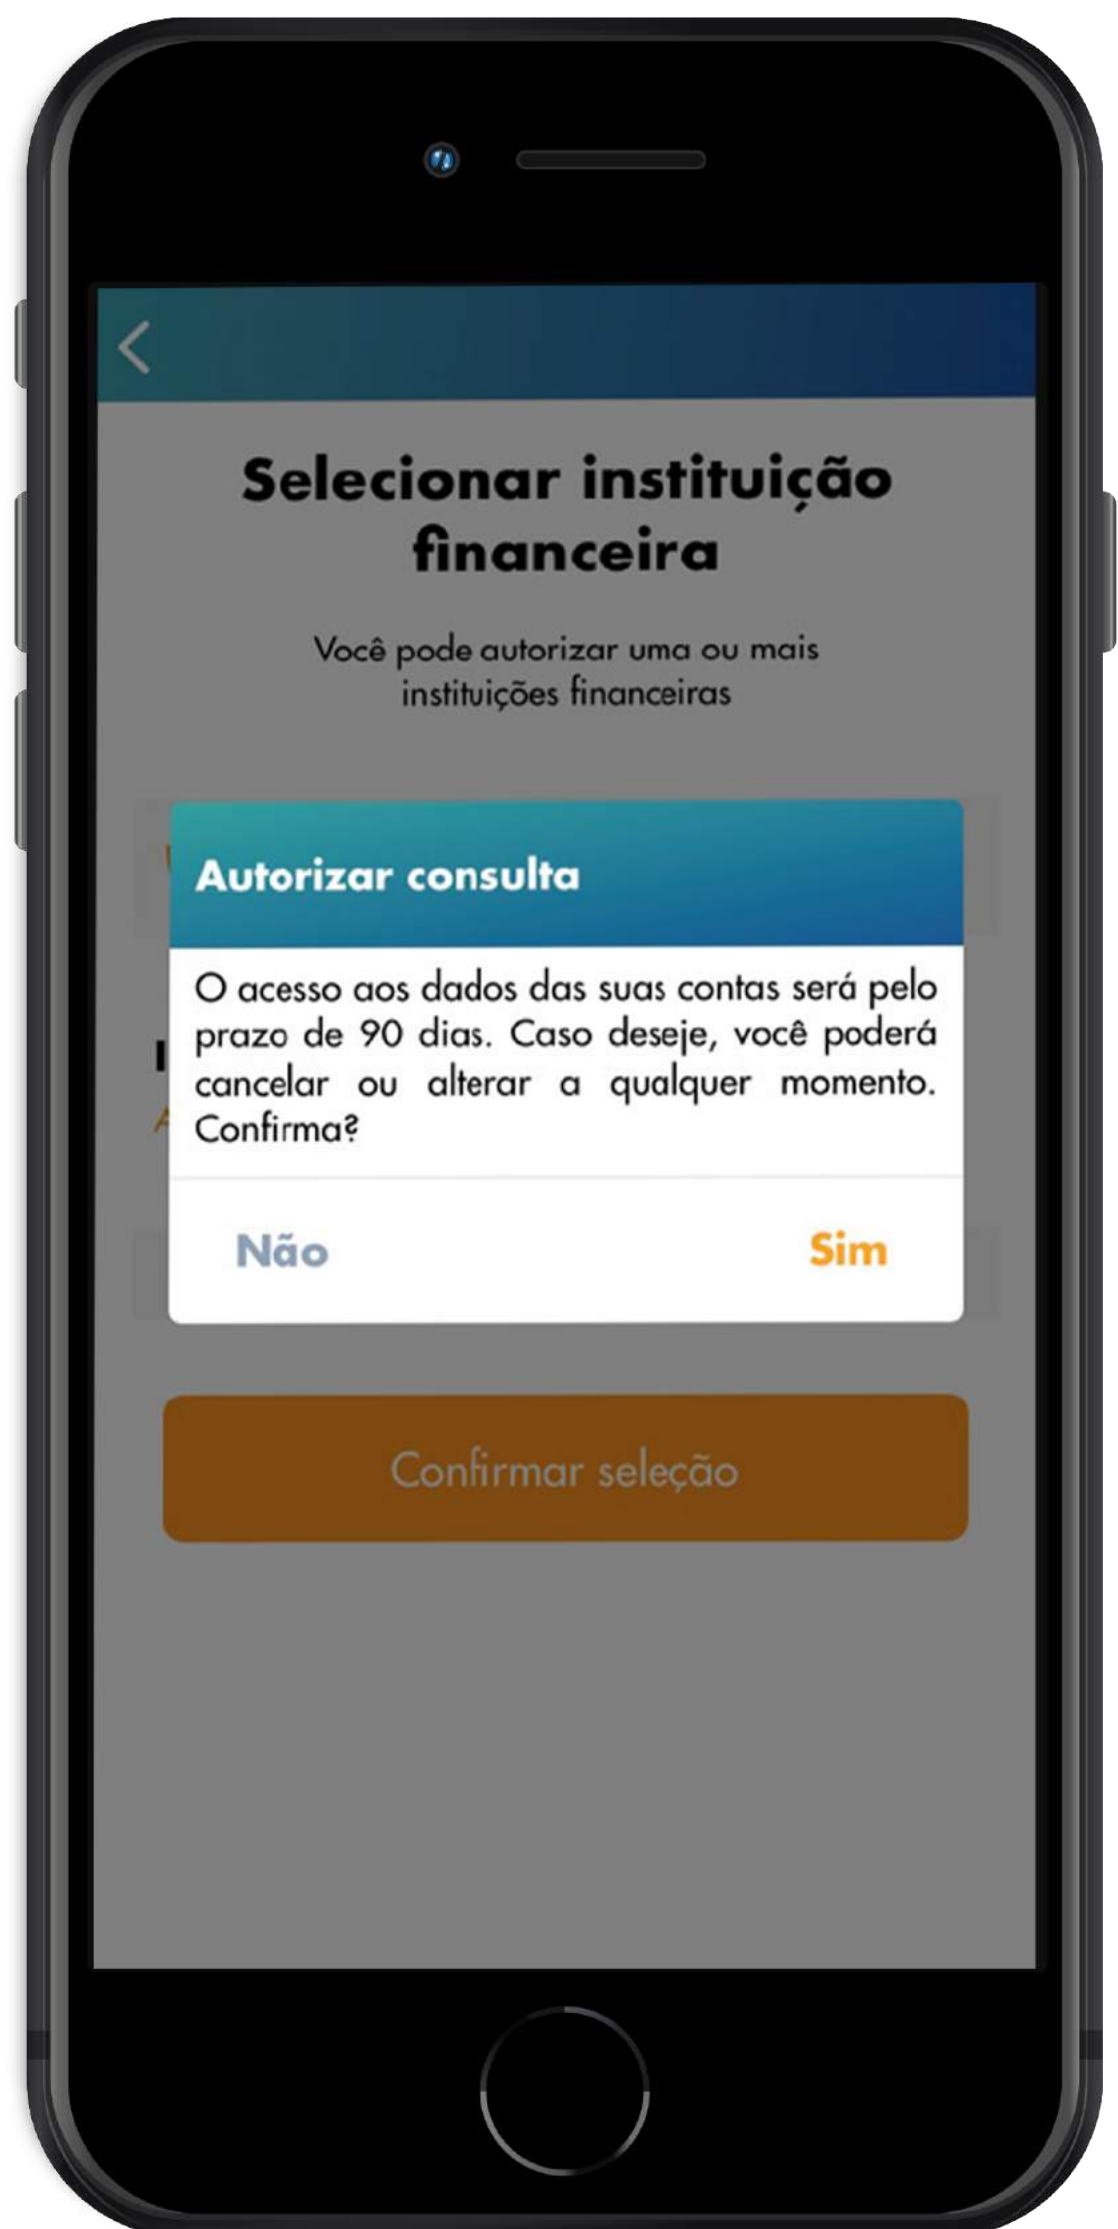 Selecionar instituição
financeira
Você pode autorizar uma ou mais
instituições financeiras
Autorizar consulta
O acesso aos dados das suas contas será pelo
prazo de 90 dias. Caso deseje, você poderá
cancelar ou alterar a qualquer momento.
Confirma?
Não
Sim
Confirmar seleção